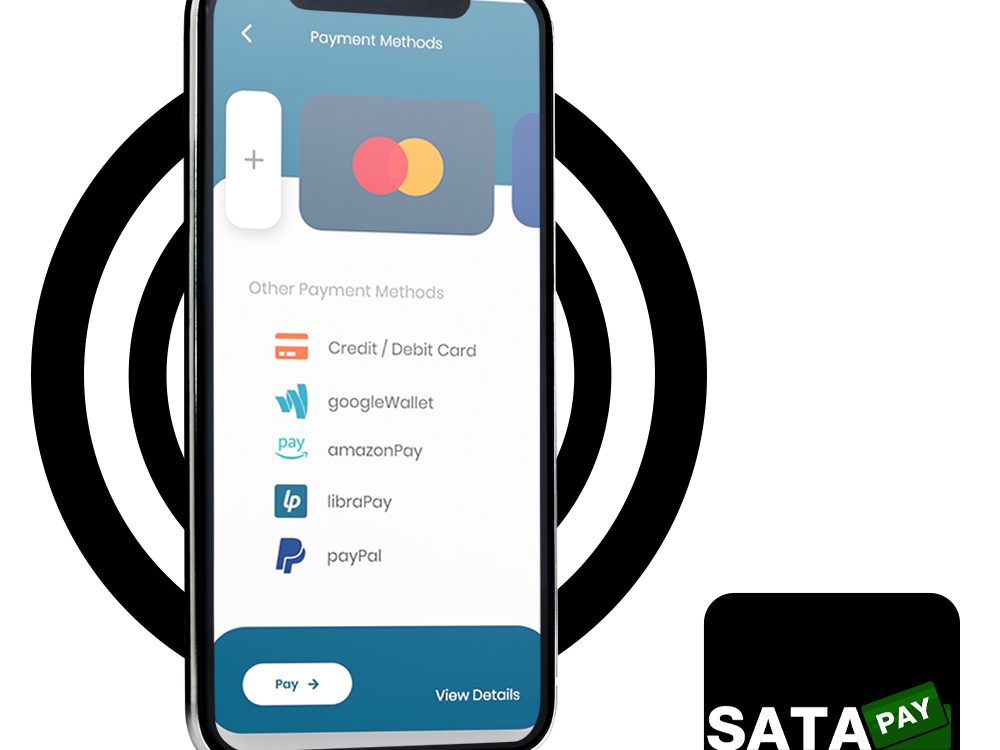 Payment Methods
+
Other Payment Methods
Credit / Debit Card
googleWallet
pay
amazonPay
lp
libraPay
payPal
Pay →
View Details
SATA PAY